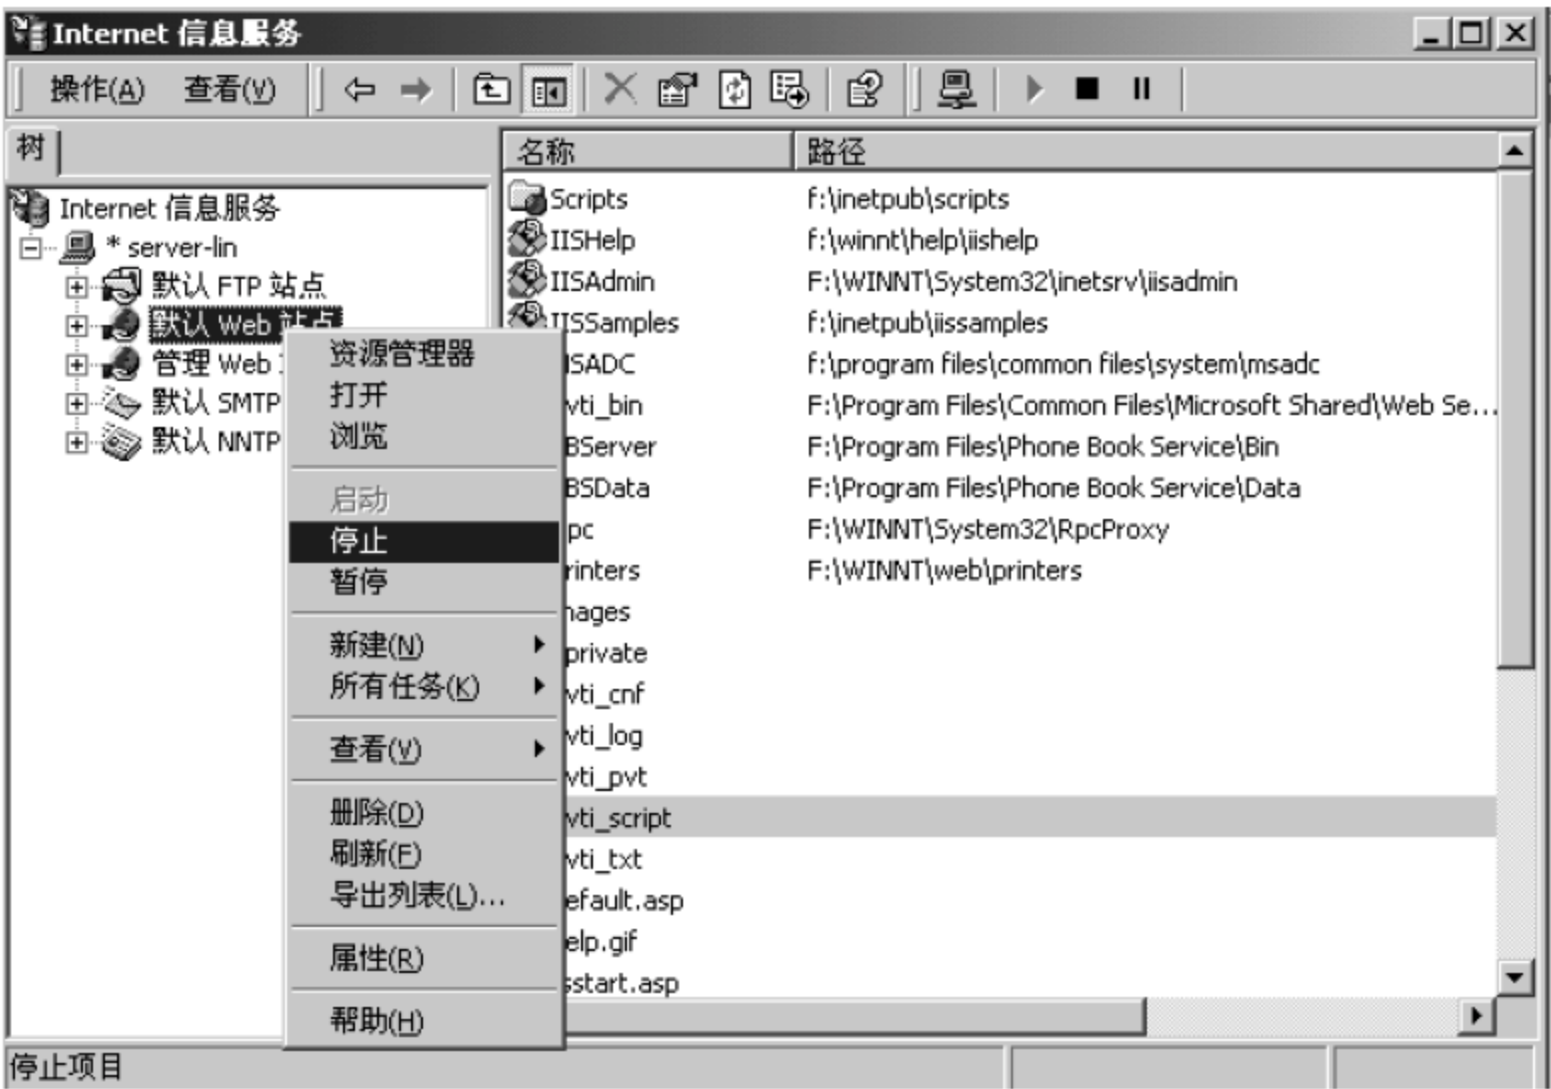 Internet 信息服务
操作(A) 查看(V)
树
名称 路径
Internet 信息服务
* server-lin
默认 FTP 站点
默认 Web 站点
管理 Web
默认 SMTP
默认 NNTP
资源管理器
打开
浏览
启动
停止
暂停
新建(N)
所有任务(K)
查看(V)
删除(D)
刷新(F)
导出列表(L)...
属性(R)
帮助(H)
Scripts f:\inetpub\scripts
IISHelp f:\winnt\help\iishelp
IISAdmin F:\WINNT\System32\inetsrv\iisadmin
IISSamples f:\inetpub\iissamples
SADC f:\program files\common files\system\msadc
vti_bin F:\Program Files\Common Files\Microsoft Shared\Web Se...
BServer F:\Program Files\Phone Book Service\Bin
BSData F:\Program Files\Phone Book Service\Data
pc F:\WINNT\System32\RpcProxy
rinters F:\WINNT\web\printers
nages
private
vti_cnf
vti_log
vti_pvt
vti_script
vti_txt
efault.asp
elp.gif
sstart.asp
停止项目